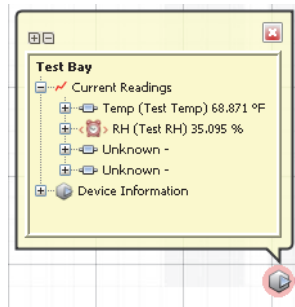 Test Bay
Current Readings
Temp (Test Temp) 68.871 °F
RH (Test RH) 35.095 %
Unknown -
Unknown -
Device Information